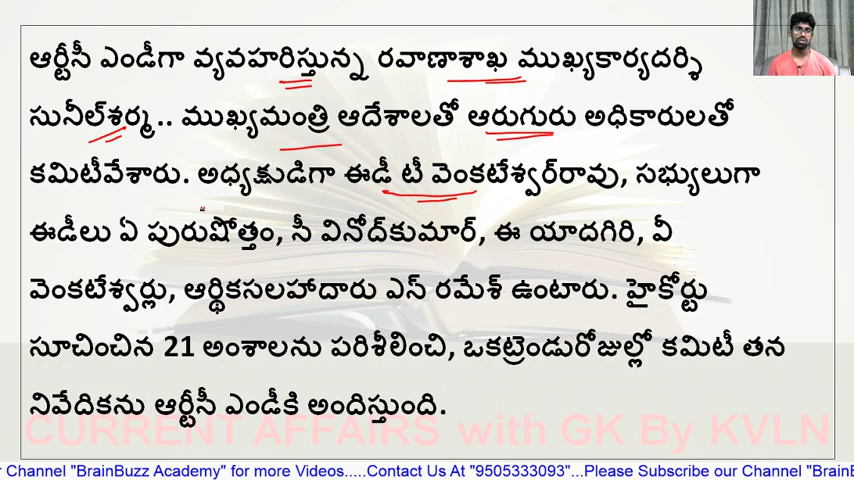 ఆర్టీసీ ఎండీగా వ్యవహరిస్తున్న రవాణాశాఖ ముఖ్యకార్యదర్శి
సునీల్‌శర్మ.. ముఖ్యమంత్రి ఆదేశాలతో ఆరుగురు అధికారులతో
కమిటీవేశారు. అధ్యక్షుడిగా ఈడీ టీ వెంకటేశ్వర్‌రావు, సభ్యులుగా
ఈడీలు ఏ పురుషోత్తం, సీ వినోద్‌కుమార్, ఈ యాదగిరి, వీ
వెంకటేశ్వర్లు, ఆర్థికసలహాదారు ఎస్ రమేశ్ ఉంటారు. హైకోర్టు
సూచించిన 21 అంశాలను పరిశీలించి, ఒకట్రెండురోజుల్లో కమిటీ తన
నివేదికను ఆర్టీసీ ఎండీకి అందిస్తుంది.
CURRENT AFFAIRS with GK By KVLN
r Channel "BrainBuzz Academy" for more Videos.....Contact Us At "9505333093"...Please Subscribe our Channel "BrainB